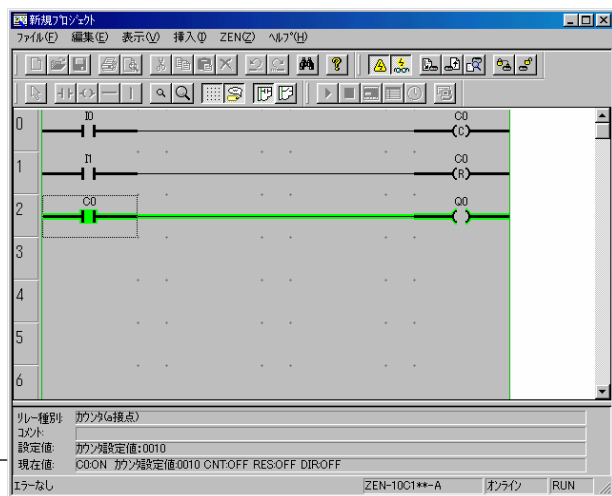 新規プロジェクト
ファイル(F) 編集(E) 表示(V) 挿入(I) ZEN(Z) ヘルプ(H)
0 I0 C0 (C)
1 I1 C0 (R)
2 C0 Q0
3
4
5
6
リレー種別: カウンタ(a接点)
コメント:
設定値: カウンタ設定値:0010
現在値: C0:ON カウンタ設定値:0010 CNT:OFF RES:OFF DIR:OFF
エラーなし ZEN-10C1**-A オンライン RUN